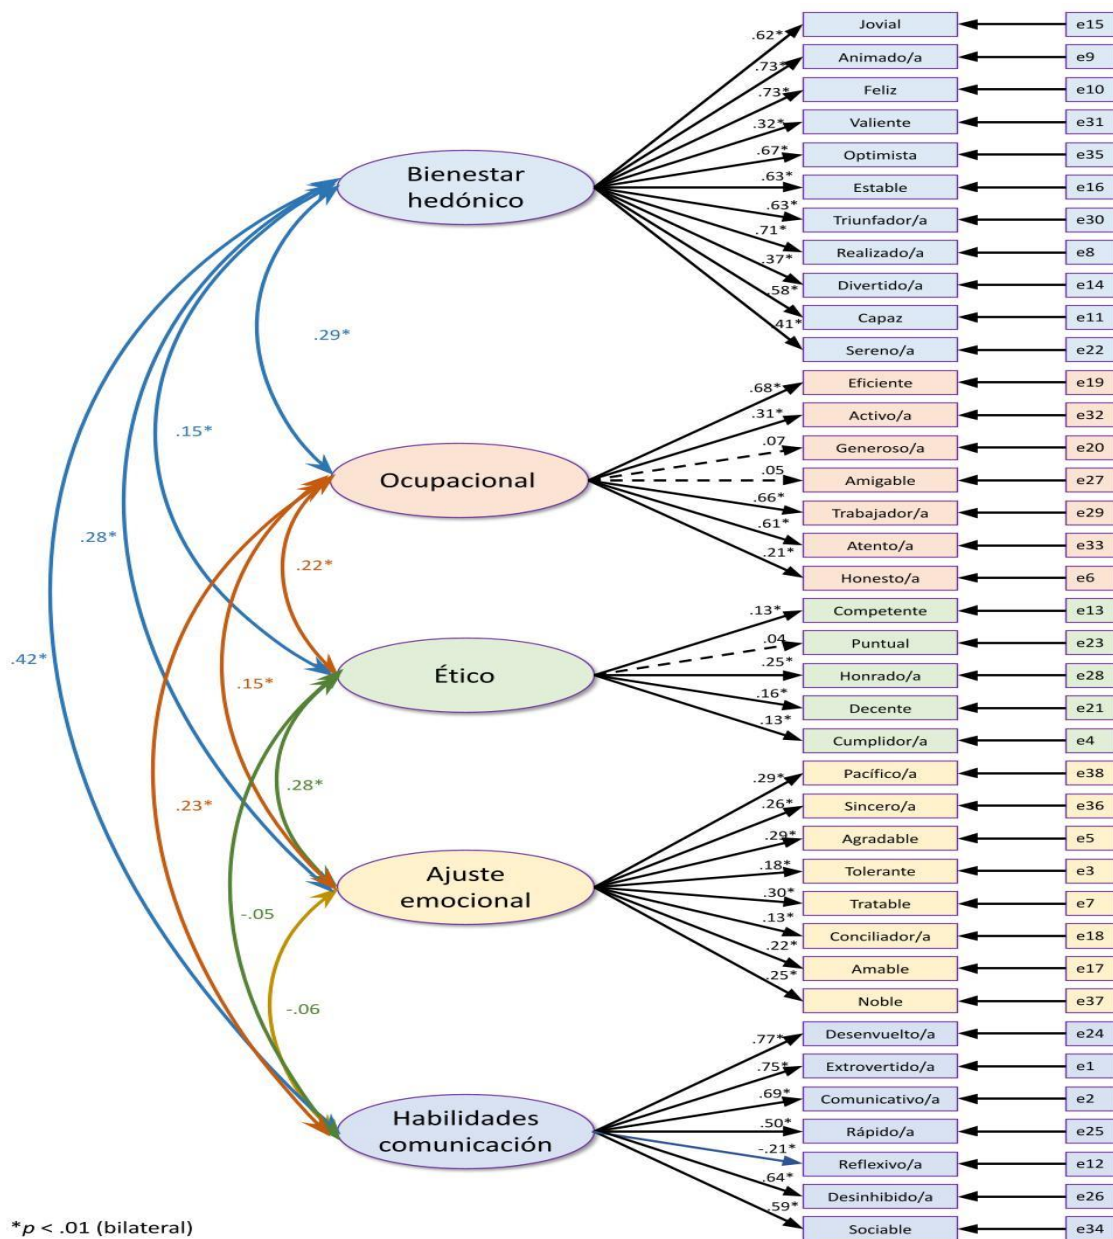 Jovial
e15
.62*
Animado/a
e9
.73*
Feliz
e10
.73*
Valiente
e31
.32*
Optimista
e35
.67*
Estable
e16
.63*
Triunfador/a
e30
.63*
Realizado/a
e8
.71*
Divertido/a
e14
.37*
Capaz
e11
.58*
Sereno/a
e22
.41*
Bienestar
hedónico
.29*
Eficiente
e19
.68*
Activo/a
e32
.31*
Generoso/a
e20
.07
Amigable
e27
.05
Trabajador/a
e29
.66*
Atento/a
e33
.61*
Honesto/a
e6
.21*
Ocupacional
.15*
.28*
.22*
Competente
e13
.13*
Puntual
e23
.04
Honrado/a
e28
.25*
Decente
e21
.16*
Cumplidor/a
e4
.13*
Ético
.42*
.15*
.28*
.23*
Pacífico/a
e38
.29*
Sincero/a
e36
.26*
Agradable
e5
.29*
Tolerante
e3
.18*
Tratable
e7
.30*
Conciliador/a
e18
.13*
Amable
e17
.22*
Noble
e37
.25*
Ajuste
emocional
-.05
-.06
Desenvuelto/a
e24
.77*
Extrovertido/a
e1
.75*
Comunicativo/a
e2
.69*
Rápido/a
e25
.50*
Reflexivo/a
e12
-.21*
Desinhibido/a
e26
.64*
Sociable
e34
.59*
Habilidades
comunicación
*p < .01 (bilateral)